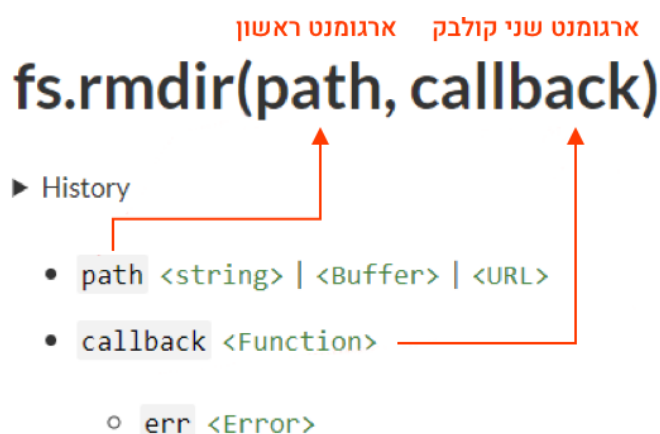 ארגומנט ראשון ארגומנט שני קולבק
fs.rmdir(path, callback)
▶ History
• path <string> | <Buffer> | <URL>
• callback <Function>
○ err <Error>